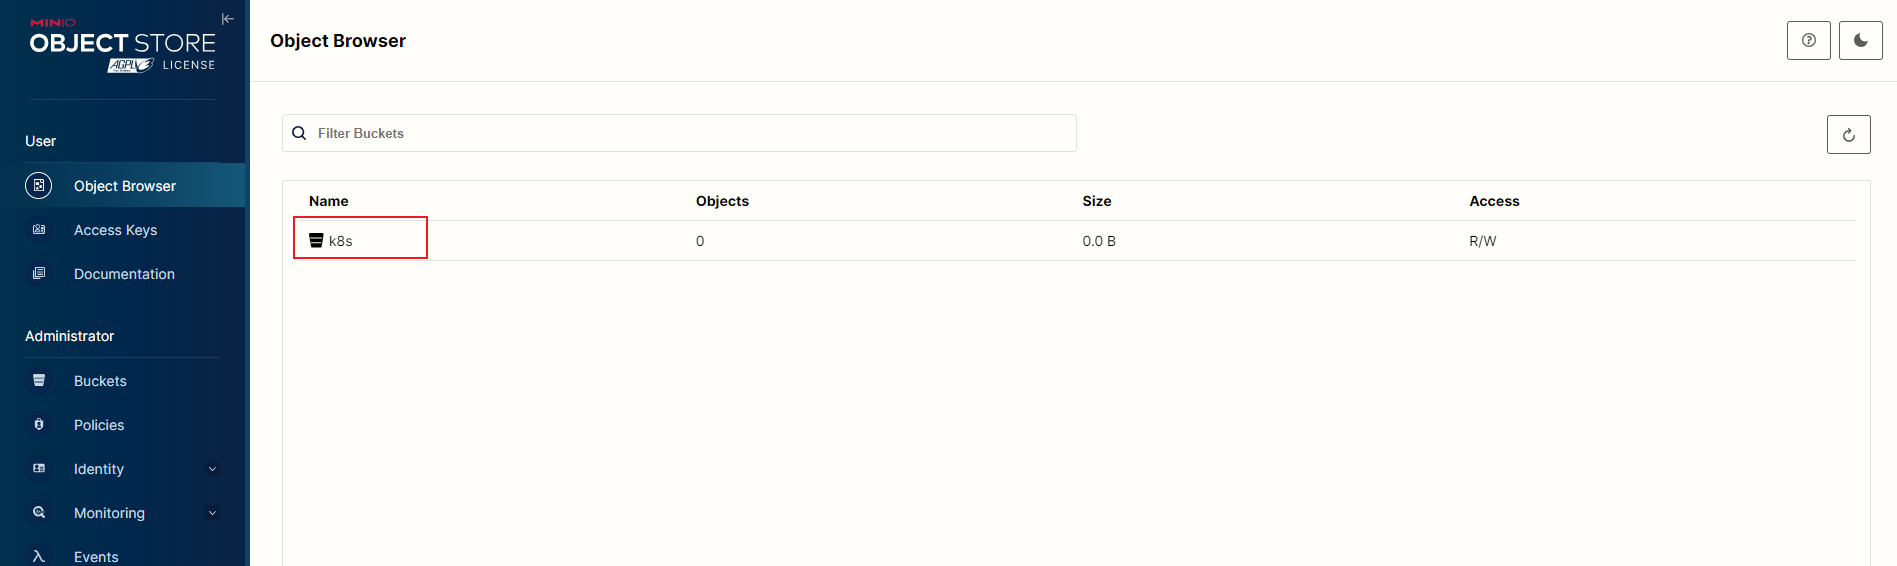 MINIO
OBJECT STORE
AGPL v3 LICENSE
User
Object Browser
Access Keys
Documentation
Administrator
Buckets
Policies
Identity
Monitoring
Events
Object Browser
Filter Buckets
Name Objects Size Access
k8s 0 0.0 B R/W